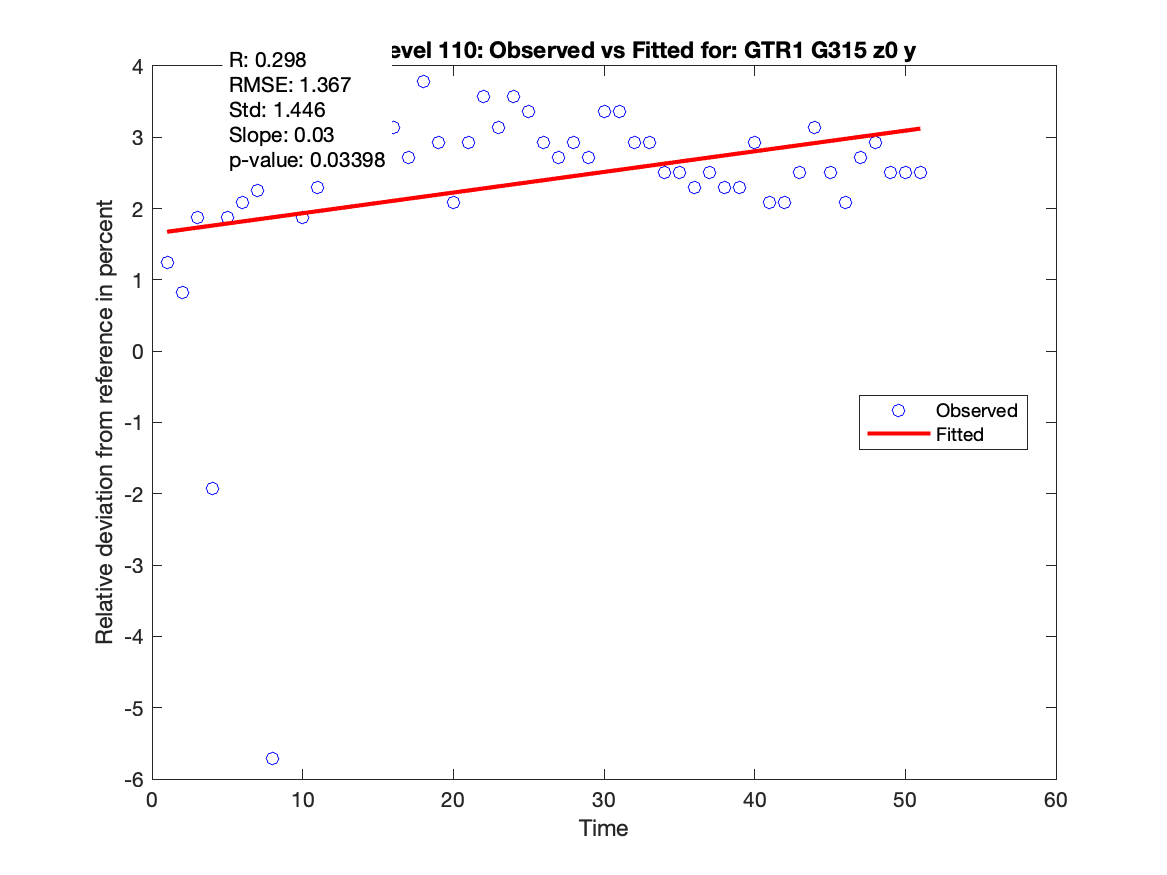 evel 110: Observed vs Fitted for: GTR1 G315 z0 y
R: 0.298
RMSE: 1.367
Std: 1.446
Slope: 0.03
p-value: 0.03398
4
3
2
1
0
-1
-2
-3
-4
-5
-6
Relative deviation from reference in percent
Observed
Fitted
0 10 20 30 40 50 60
Time